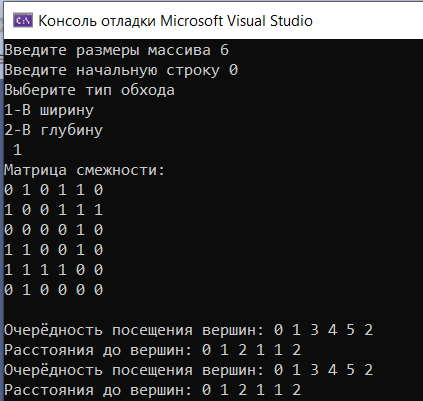 Консоль отладки Microsoft Visual Studio
Введите размеры массива 6
Введите начальную строку 0
Выберите тип обхода
1-В ширину
2-В глубину
1
Матрица смежности:
0 1 0 1 1 0
1 0 0 1 1 1
0 0 0 0 1 0
1 1 0 0 1 0
1 1 1 1 0 0
0 1 0 0 0 0
Очерёдность посещения вершин: 0 1 3 4 5 2
Расстояния до вершин: 0 1 2 1 1 2
Очерёдность посещения вершин: 0 1 3 4 5 2
Расстояния до вершин: 0 1 2 1 1 2